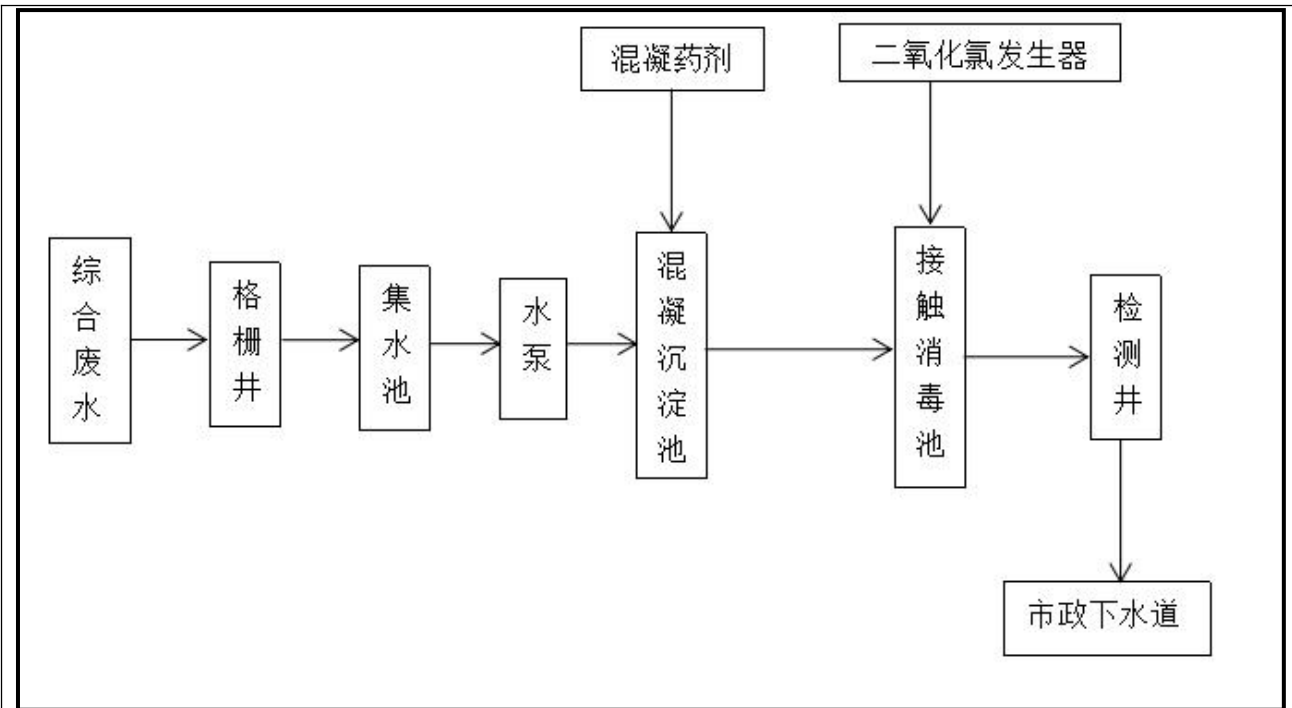 混凝药剂
二氧化氯发生器
综合废水
格栅井
集水池
水泵
混凝沉淀池
接触消毒池
检测井
市政下水道